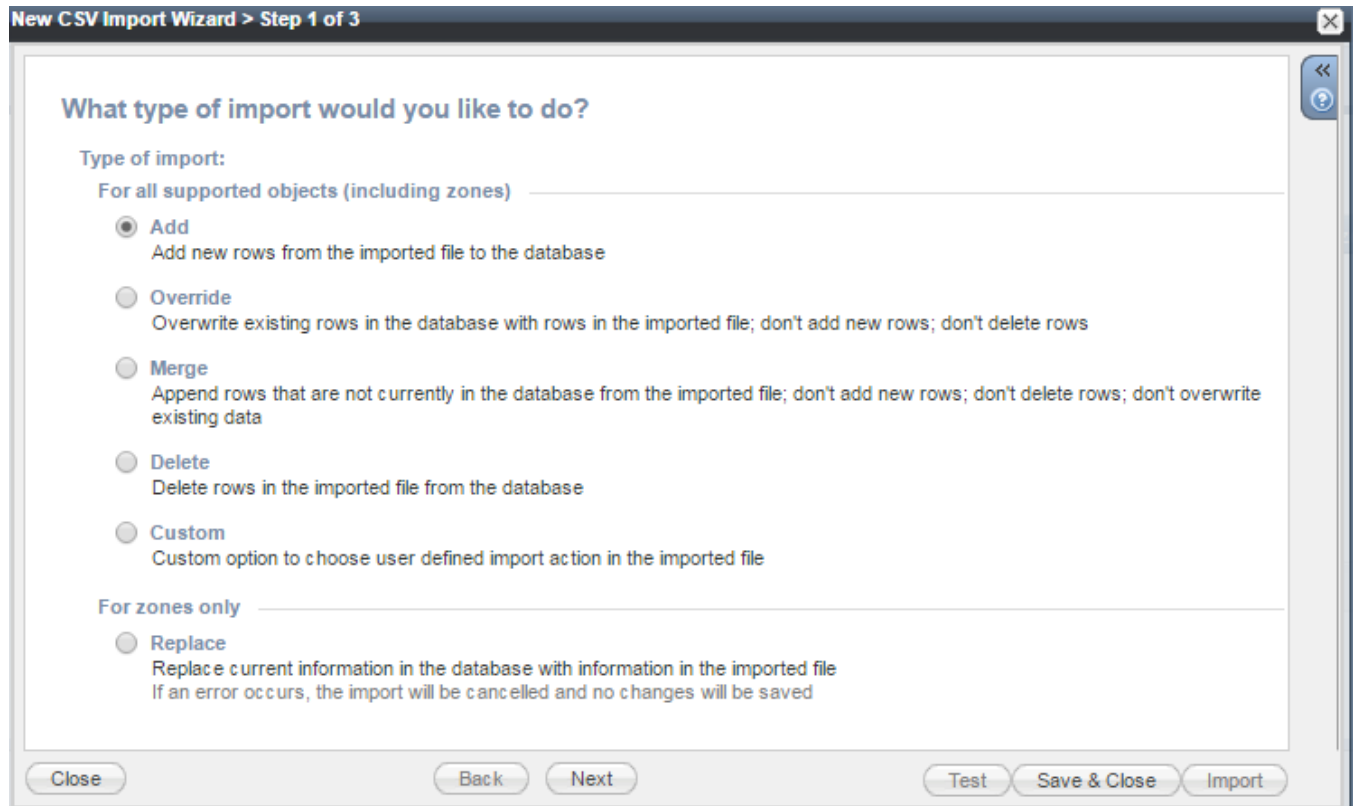 New CSV Import Wizard > Step 1 of 3
What type of import would you like to do?
Type of import:
For all supported objects (including zones)
Add
Add new rows from the imported file to the database
Override
Overwrite existing rows in the database with rows in the imported file; don't add new rows; don't delete rows
Merge
Append rows that are not currently in the database from the imported file; don't add new rows; don't delete rows; don't overwrite
existing data
Delete
Delete rows in the imported file from the database
Custom
Custom option to choose user defined import action in the imported file
For zones only
Replace
Replace current information in the database with information in the imported file
If an error occurs, the import will be cancelled and no changes will be saved
Close Back Next Test Save & Close Import